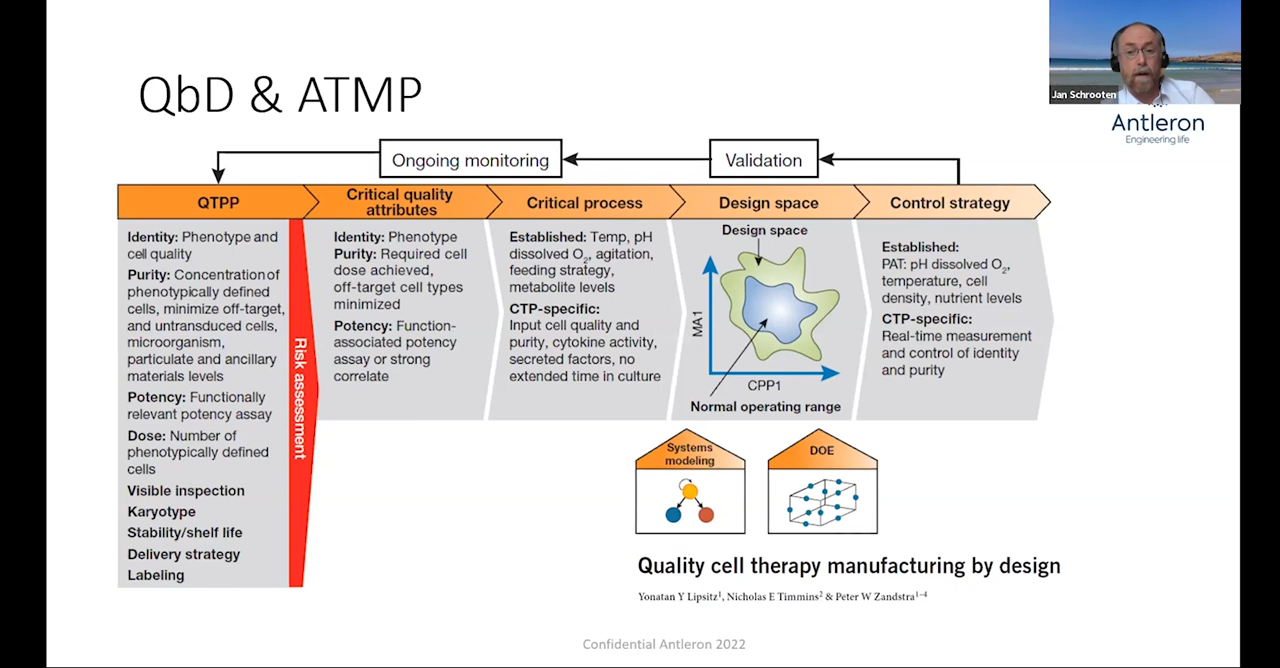 QbD & ATMP
Jan Schrooten
Antleron
Engineering life
Ongoing monitoring
Validation
QTPP
Critical quality
attributes
Critical process
Design space
Control strategy
Identity: Phenotype and
cell quality
Purity: Concentration of
phenotypically defined
cells, minimize off-target,
and untransduced cells,
microorganism,
particulate and ancillary
materials levels
Potency: Functionally
relevant potency assay
Dose: Number of
phenotypically defined
cells
Visible inspection
Karyotype
Stability/shelf life
Delivery strategy
Labeling
Risk assessment
Identity: Phenotype
Purity: Required cell
dose achieved,
off-target cell types
minimized
Potency: Function-
associated potency
assay or strong
correlate
Established: Temp, pH
dissolved O₂, agitation,
feeding strategy,
metabolite levels
CTP-specific:
Input cell quality and
purity, cytokine activity,
secreted factors, no
extended time in culture
Design space
MA1
CPP1
Normal operating range
Established:
PAT: pH dissolved O₂,
temperature, cell
density, nutrient levels
CTP-specific:
Real-time measurement
and control of identity
and purity
Systems
modeling
DOE
Quality cell therapy manufacturing by design
Yonatan Y Lipsitz¹, Nicholas E Timmins² & Peter W Zandstra¹⁻⁴
Confidential Antleron 2022